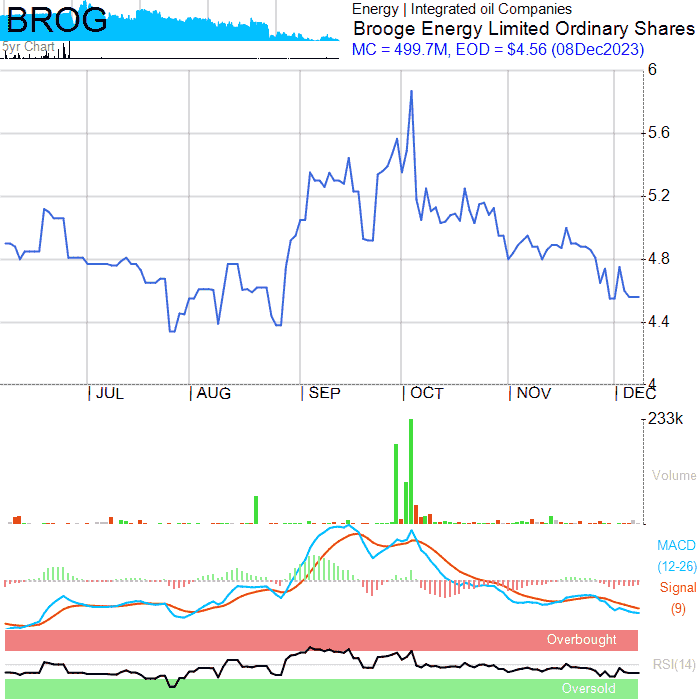 BROG
Energy | Integrated oil Companies
Brooge Energy Limited Ordinary Shares
MC = 499.7M, EOD = $4.56 (08Dec2023)
5yr Chart
6
5.6
5.2
4.8
4.4
4
JUL
AUG
SEP
OCT
NOV
DEC
233k
Volume
MACD
(12-26)
Signal
(9)
Overbought
RSI(14)
Oversold